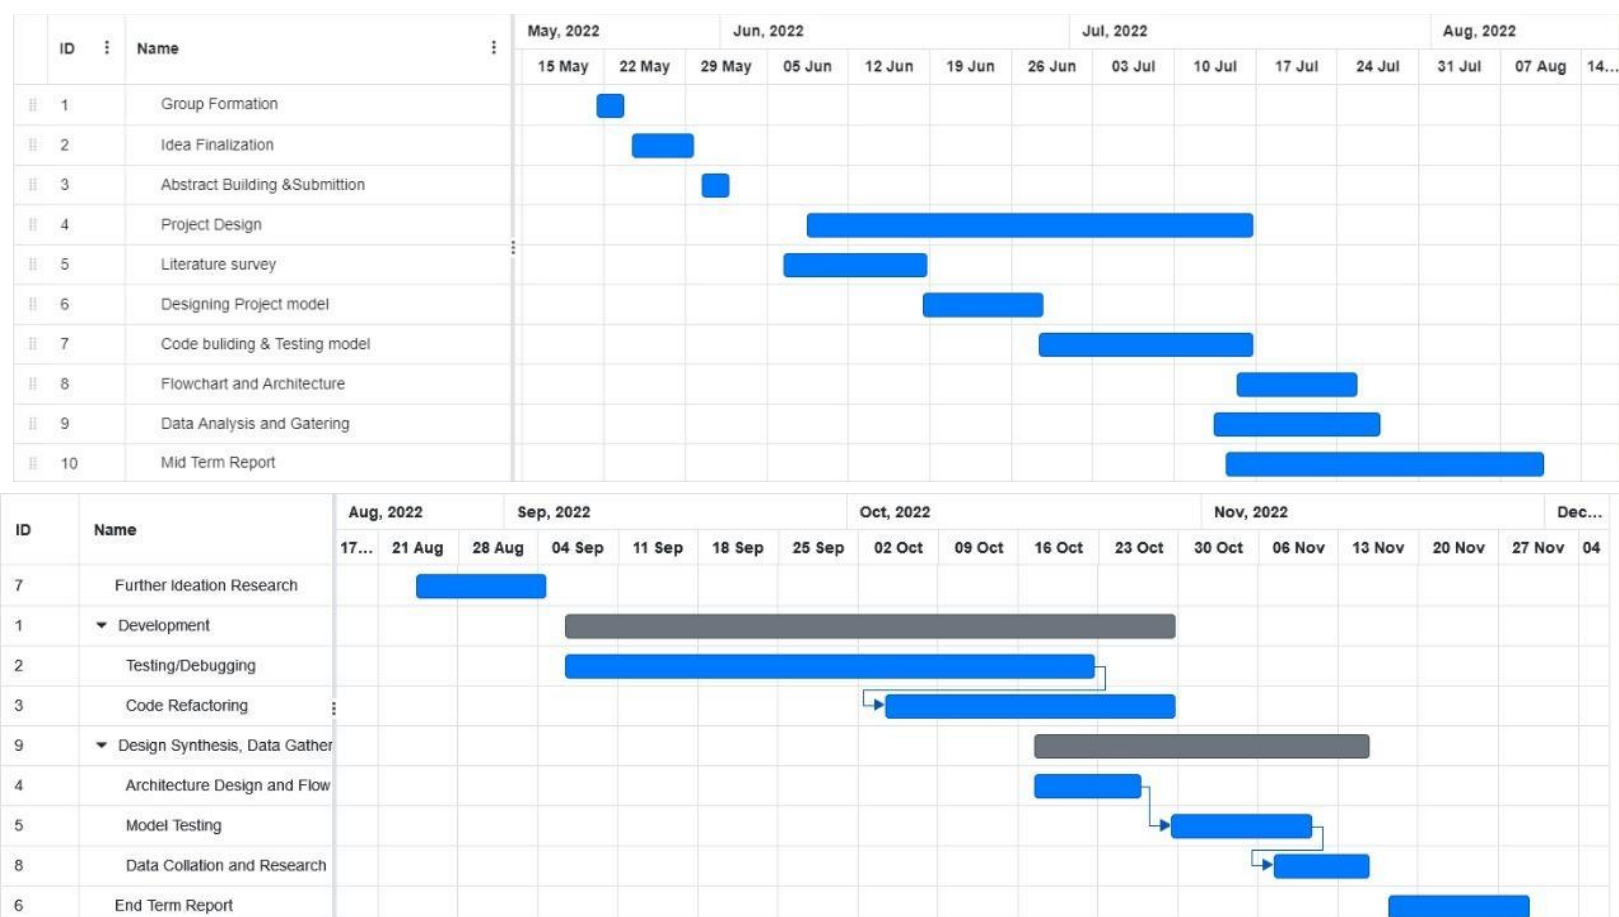 ID Name May, 2022 Jun, 2022 Jul, 2022 Aug, 2022
15 May 22 May 29 May 05 Jun 12 Jun 19 Jun 26 Jun 03 Jul 10 Jul 17 Jul 24 Jul 31 Jul 07 Aug 14...
1 Group Formation
2 Idea Finalization
3 Abstract Building &Submittion
4 Project Design
5 Literature survey
6 Designing Project model
7 Code buliding & Testing model
8 Flowchart and Architecture
9 Data Analysis and Gatering
10 Mid Term Report
ID Name Aug, 2022 Sep, 2022 Oct, 2022 Nov, 2022 Dec...
17... 21 Aug 28 Aug 04 Sep 11 Sep 18 Sep 25 Sep 02 Oct 09 Oct 16 Oct 23 Oct 30 Oct 06 Nov 13 Nov 20 Nov 27 Nov 04
7 Further Ideation Research
1 Development
2 Testing/Debugging
3 Code Refactoring
9 Design Synthesis, Data Gather
4 Architecture Design and Flow
5 Model Testing
8 Data Collation and Research
6 End Term Report